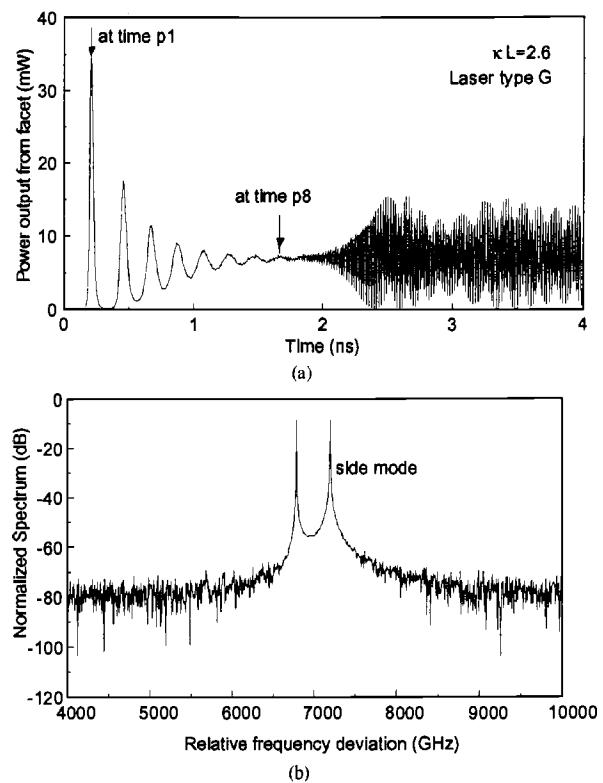 40
at time p1
κL=2.6
Laser type G
30
20
at time p8
10
0
0 1 2 3 4
Power output from facet (mW)
Time (ns)
(a)
0
-20
side mode
-40
-60
-80
-100
-120
4000 5000 6000 7000 8000 9000 10000
Normalized Spectrum (dB)
Relative frequency deviation (GHz)
(b)